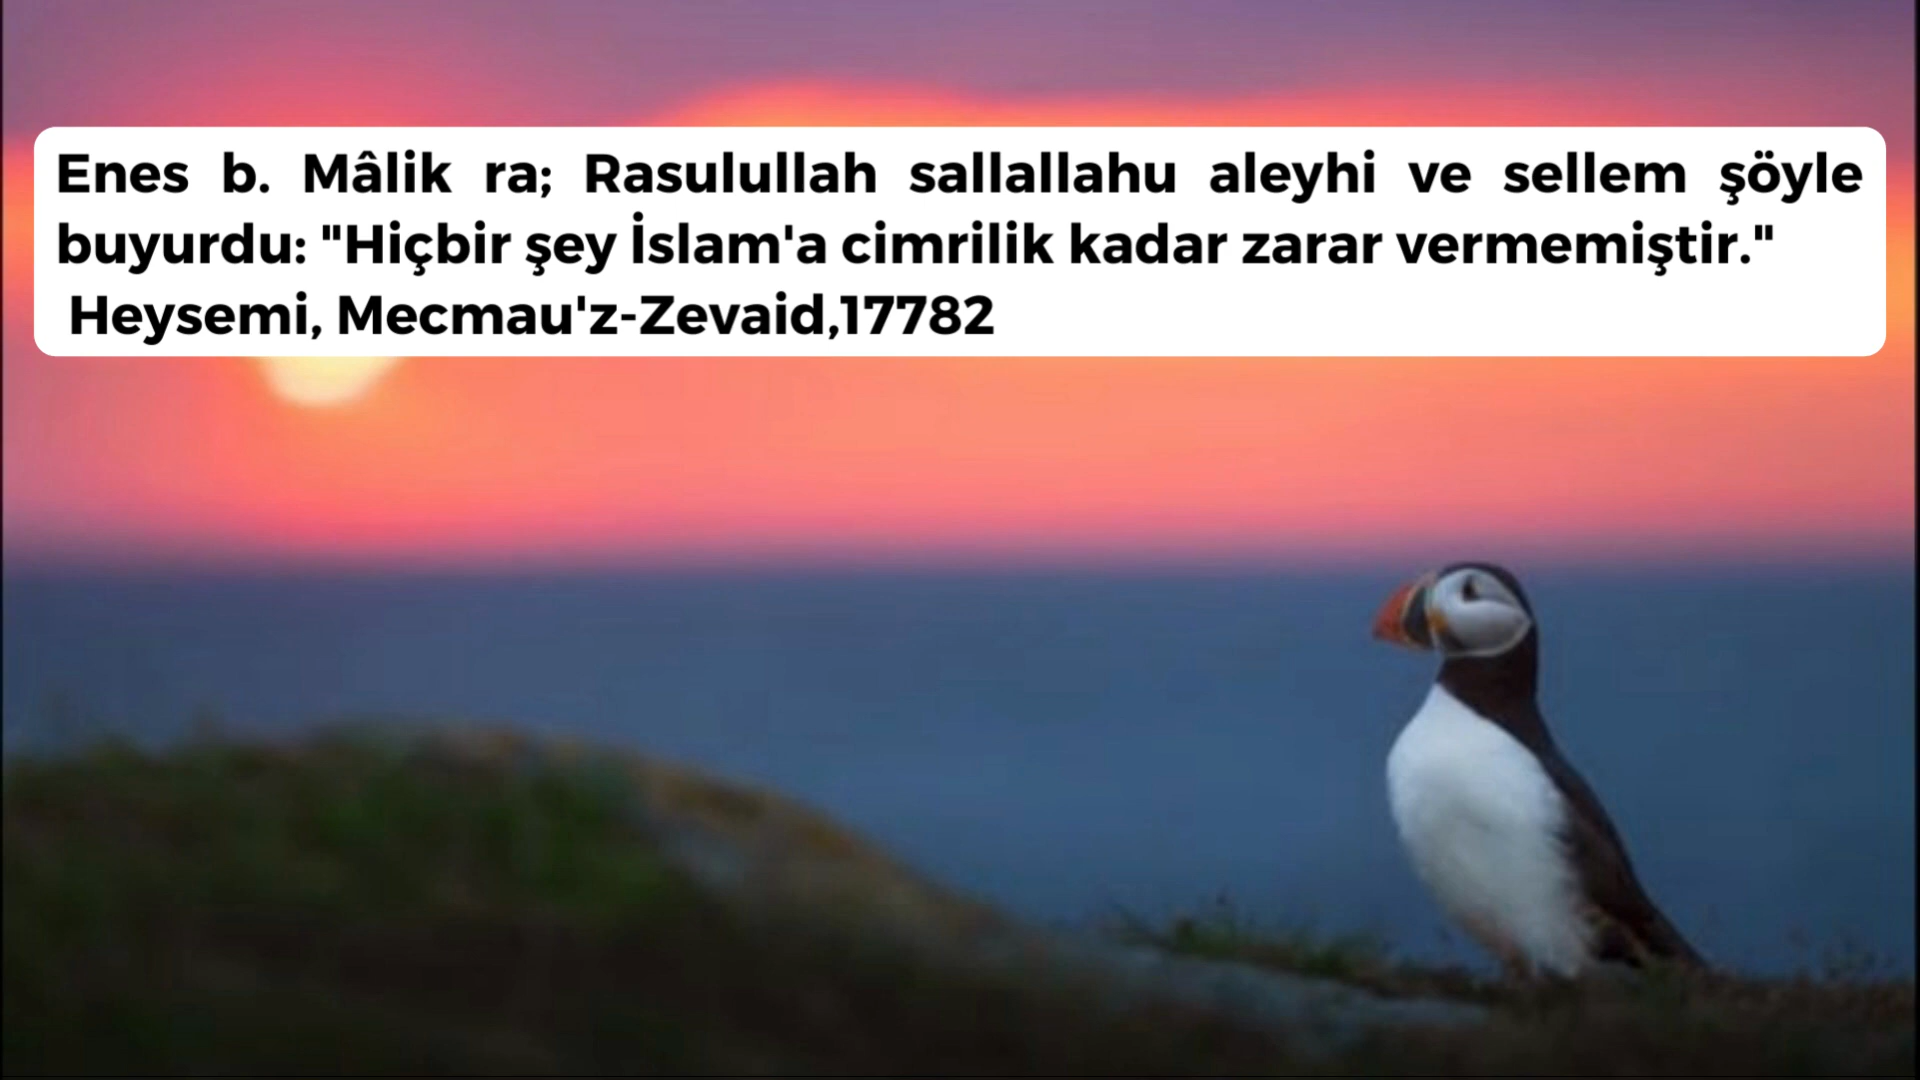 Enes b. Mâlik ra; Rasulullah sallallahu aleyhi ve sellem şöyle
buyurdu: "Hiçbir şey İslam'a cimrilik kadar zarar vermemiştir."
Heysemi, Mecmau'z-Zevaid,17782